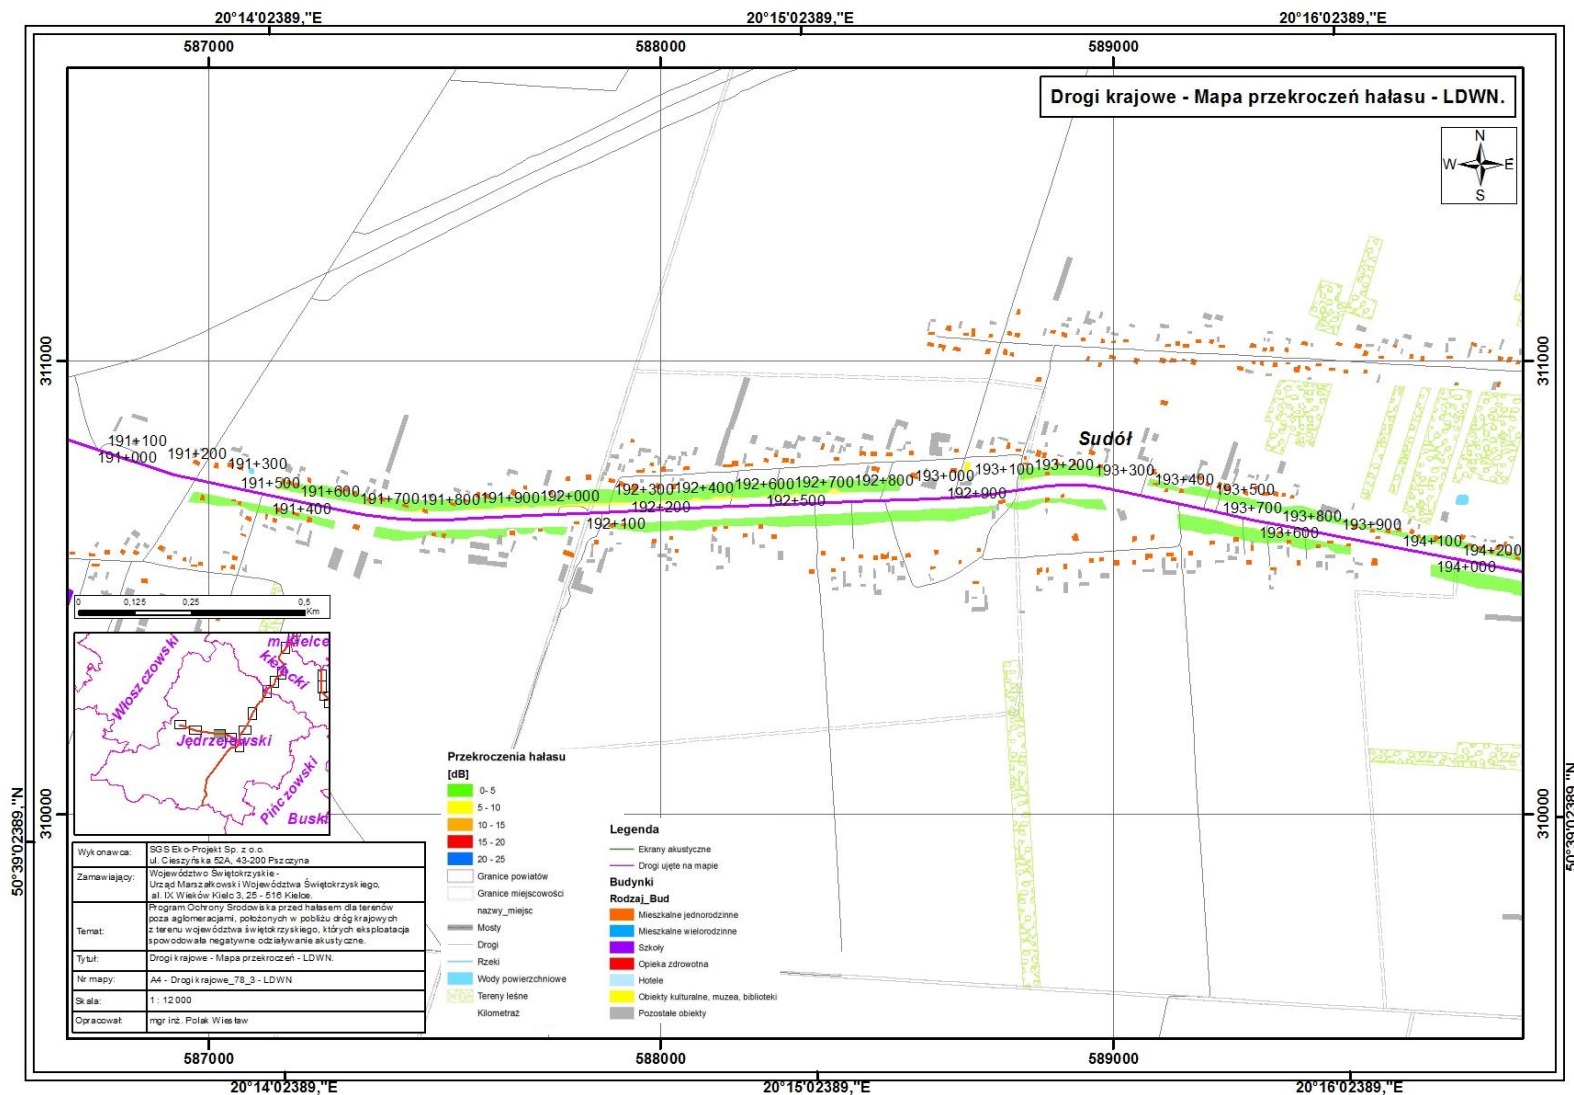 20°14'02389,"E 20°15'02389,"E 20°16'02389,"E
587000 588000 589000
Drogi krajowe - Mapa przekroczeń hałasu - LDWN.
N
W E
S
311000 311000
Sudół
191+100
191+000
191+200
191+300
191+500
191+600
191+400
191+700
191+800
191+900
192+000
192+100
192+300
192+200
192+400
192+600
192+500
192+700
192+800
193+000
192+900
193+100
193+200
193+300
193+400
193+500
193+700
193+600
193+800
193+900
194+100
194+000
194+200
0 0,125 0,25 0,5
Km
Włoszczowski
m. Kielce
kielecki
Jędrzejewski
Pińczowski
Buski
310000 310000
50°39'02389,"N 50°39'02389,"N
Wykonawca: SGS Eko-Projekt Sp. z o.o.
ul. Cieszyńska 52A, 43-200 Pszczyna
Zamawiający: Województwo Świętokrzyskie -
Urząd Marszałkowski Województwa Świętokrzyskiego,
al. IX Wieków Kielc 3, 25 - 516 Kielce.
Temat: Program Ochrony Środowiska przed hałasem dla terenów
poza aglomeracjami, położonych w pobliżu dróg krajowych
z terenu województwa świętokrzyskiego, których eksploatacja
spowodowała negatywne oddziaływanie akustyczne.
Tytuł: Drogi krajowe - Mapa przekroczeń - LDWN.
Nr mapy: A4 - Drogi krajowe_78_3 - LDWN
Skala: 1 : 12 000
Opracował: mgr inż. Polak Wiesław
Przekroczenia hałasu
[dB]
0- 5
5 - 10
10 - 15
15 - 20
20 - 25
Granice powiatów
Granice miejscowości
nazwy_miejsc
Mosty
Drogi
Rzeki
Wody powierzchniowe
Tereny leśne
Kilometraż
Legenda
Ekrany akustyczne
Drogi ujęte na mapie
Budynki
Rodzaj_Bud
Mieszkalne jednorodzinne
Mieszkalne wielorodzinne
Szkoły
Opieka zdrowotna
Hotele
Obiekty kulturalne, muzea, biblioteki
Pozostałe obiekty
587000 588000 589000
20°14'02389,"E 20°15'02389,"E 20°16'02389,"E